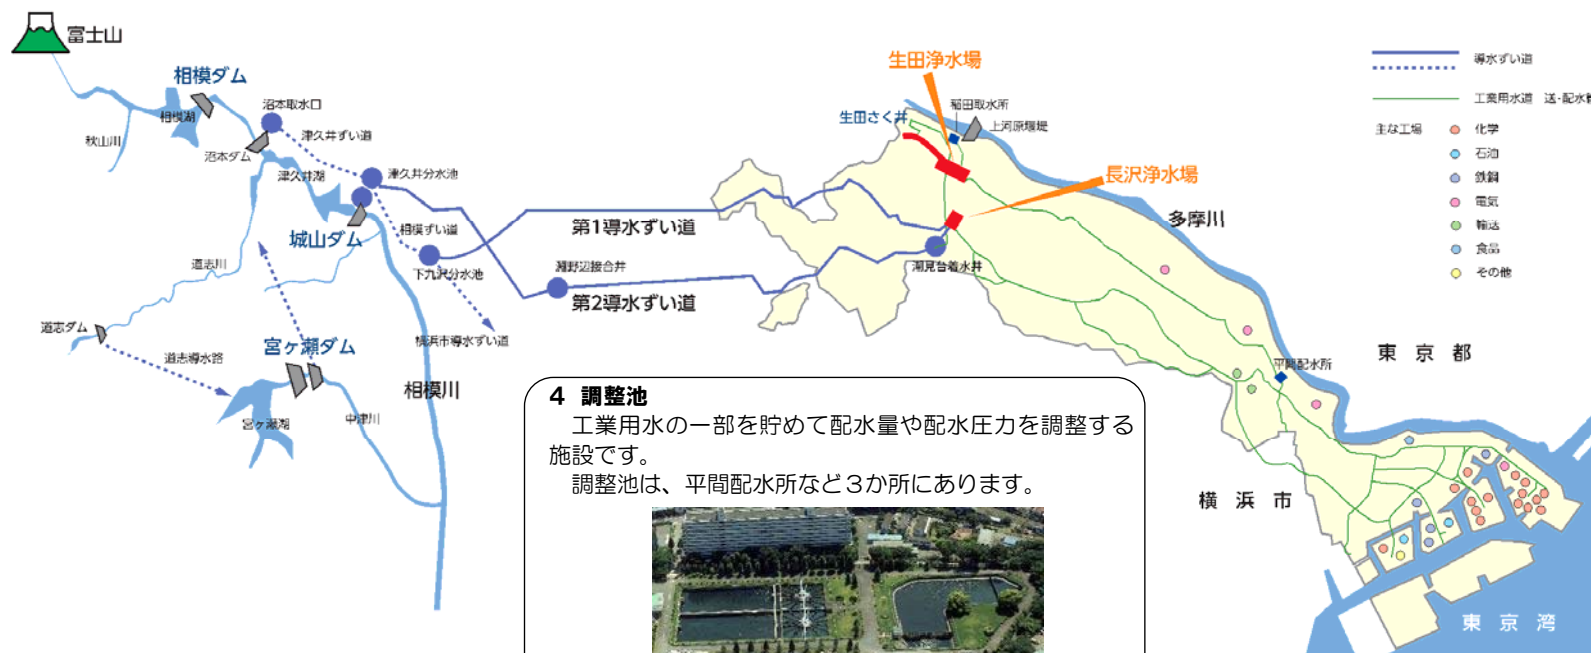 富士山
相模ダム
相模湖
秋山川
沼本取水口
沼本ダム
津久井ずい道
津久井湖
津久井分水池
城山ダム
相模ずい道
下九沢分水池
道志川
道志ダム
道志導水路
宮ヶ瀬ダム
宮ヶ瀬湖
中津川
相模川
横浜市導水ずい道
第1導水ずい道
淵野辺接合井
第2導水ずい道
生田浄水場
生田さく井
稲田取水所
上河原堰堤
長沢浄水場
潮見台着水井
多摩川
平間配水所
東京都
横浜市
東京湾
導水ずい道
工業用水道 送・配水管
主な工場
化学
石油
鉄鋼
電気
輸送
食品
その他
4 調整池
工業用水の一部を貯めて配水量や配水圧力を調整する
施設です。
調整池は、平間配水所など3か所にあります。